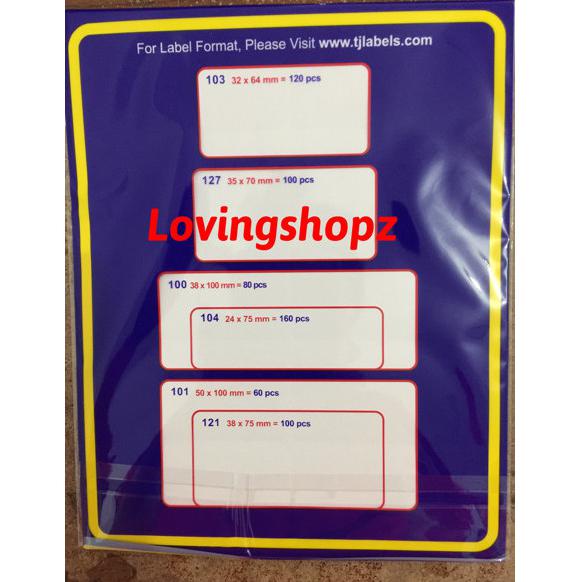 For Label Format, Please Visit www.tjlabels.com
103 32 x 64 mm = 120 pcs
127 35 x 70 mm = 100 pcs
Lovingshopz
100 38 x 100 mm = 80 pcs
104 24 x 75 mm = 160 pcs
101 50 x 100 mm = 60 pcs
121 38 x 75 mm = 100 pcs